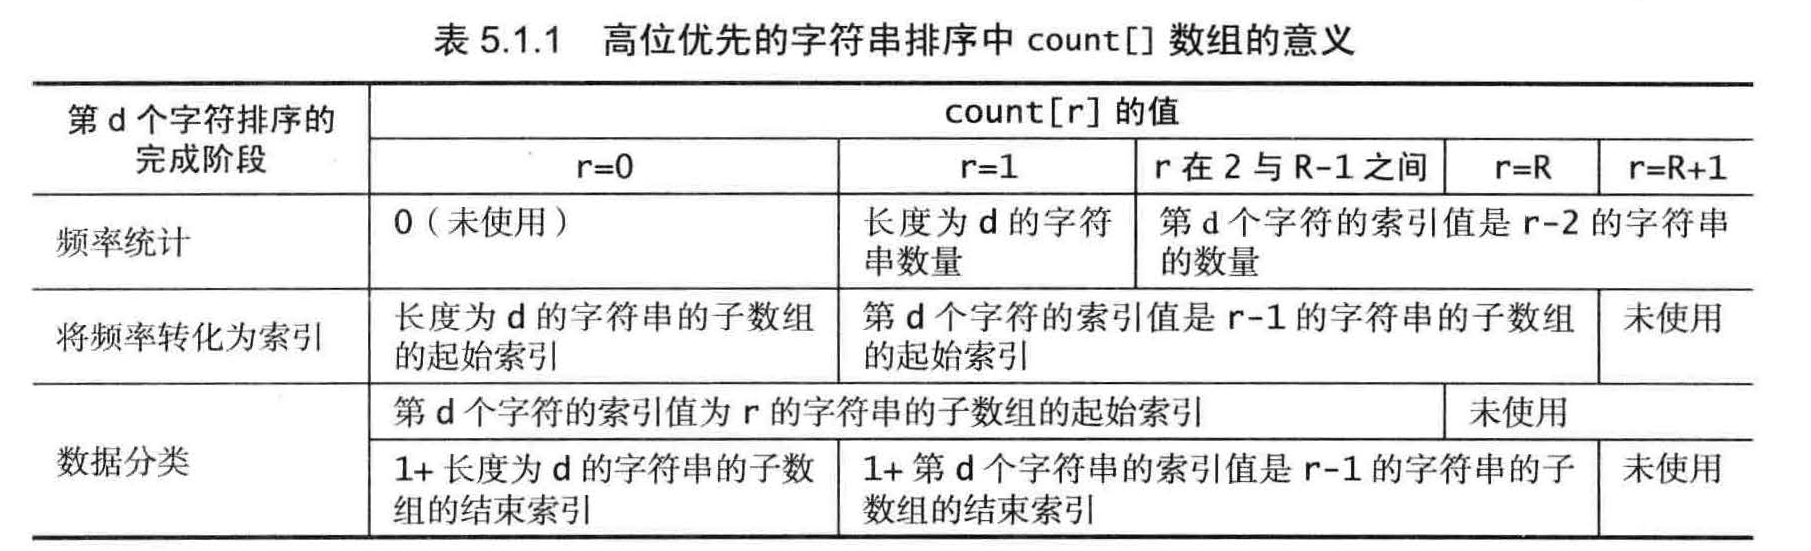 表 5.1.1 高位优先的字符串排序中 count[] 数组的意义
第 d 个字符排序的
完成阶段
count[r] 的值
r=0
r=1
r 在 2 与 R-1 之间
r=R
r=R+1
频率统计
0（未使用）
长度为 d 的字符
串数量
第 d 个字符的索引值是 r-2 的字符串
的数量
将频率转化为索引
长度为 d 的字符串的子数组
的起始索引
第 d 个字符的索引值是 r-1 的字符串的子数组
的起始索引
未使用
数据分类
第 d 个字符的索引值为 r 的字符串的子数组的起始索引
未使用
1+ 长度为 d 的字符串的子数
组的结束索引
1+ 第 d 个字符串的索引值是 r-1 的字符串的子
数组的结束索引
未使用